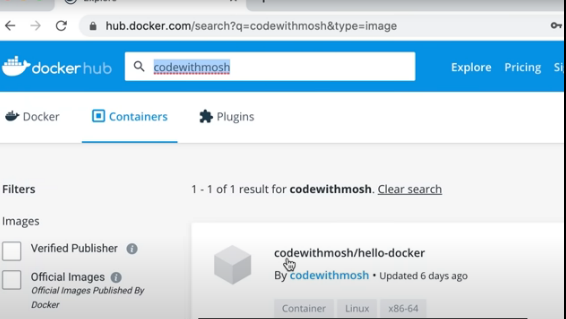 hub.docker.com/search?q=codewithmosh&type=image
docker hub codewithmosh Explore Pricing
Docker Containers Plugins
Filters
1 - 1 of 1 result for codewithmosh. Clear search
Images
Verified Publisher
Official Images
Official Images Published By
Docker
codewithmosh/hello-docker
By codewithmosh • Updated 6 days ago
Container Linux x86-64